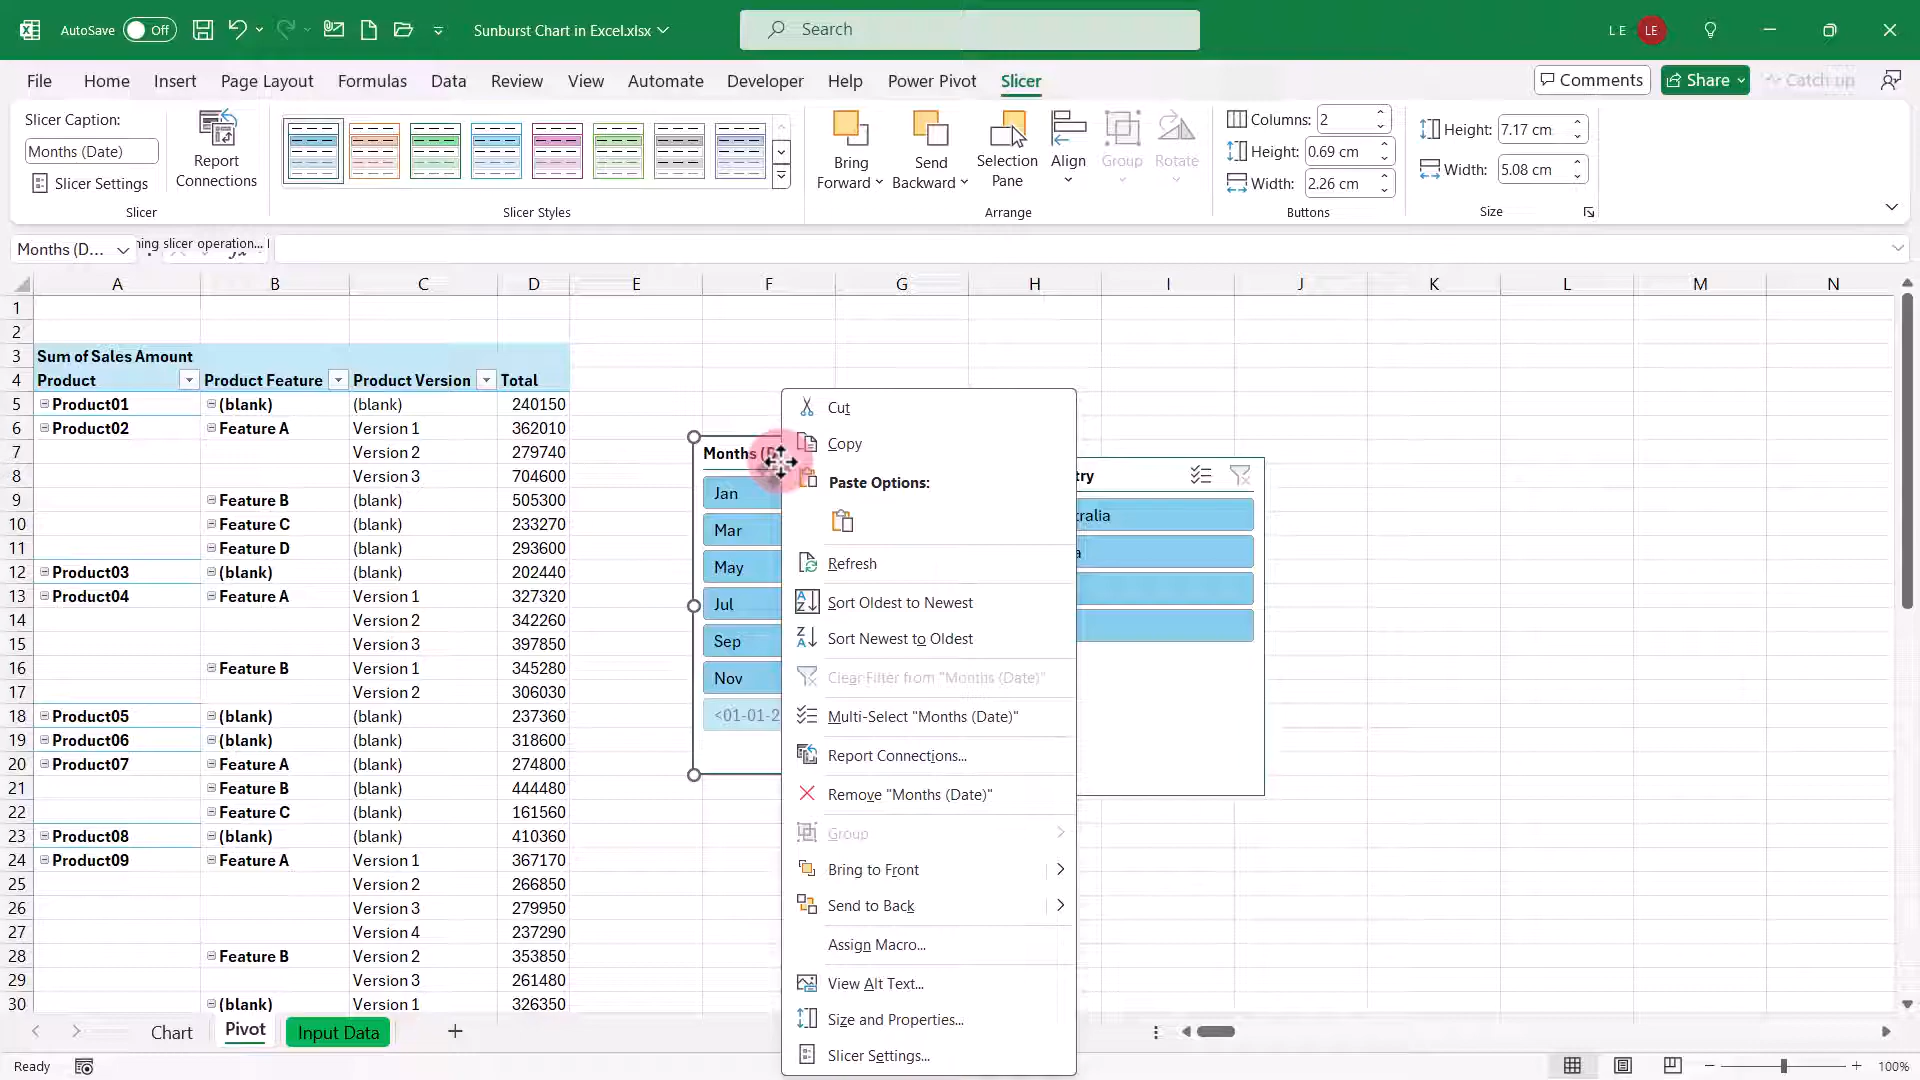 AutoSave Off Sunburst Chart in Excel.xlsx Search L E LE
File Home Insert Page Layout Formulas Data Review View Automate Developer Help Power Pivot Slicer Comments Share Catch up
Slicer Caption:
Months (Date)
Slicer Settings
Report Connections
Slicer
Slicer Styles
Bring Forward
Send Backward
Selection Pane
Align
Group
Rotate
Arrange
Columns: 2
Height: 0.69 cm
Width: 2.26 cm
Buttons
Height: 7.17 cm
Width: 5.08 cm
Size
Months (D... ning slicer operation...
A B C D E F G H I J K L M N
1
2
3 Sum of Sales Amount
4 Product Product Feature Product Version Total
5 Product01 (blank) (blank) 240150
6 Product02 Feature A Version 1 362010
7 Version 2 279740
8 Version 3 704600
9 Feature B (blank) 505300
10 Feature C (blank) 233270
11 Feature D (blank) 293600
12 Product03 (blank) (blank) 202440
13 Product04 Feature A Version 1 327320
14 Version 2 342260
15 Version 3 397850
16 Feature B Version 1 345280
17 Version 2 306030
18 Product05 (blank) (blank) 237360
19 Product06 (blank) (blank) 318600
20 Product07 Feature A (blank) 274800
21 Feature B (blank) 444480
22 Feature C (blank) 161560
23 Product08 (blank) (blank) 410360
24 Product09 Feature A Version 1 367170
25 Version 2 266850
26 Version 3 279950
27 Version 4 237290
28 Feature B Version 2 353850
29 Version 3 261480
30 (blank) Version 1 326350
Months (D
Jan
Mar
May
Jul
Sep
Nov
<01-01-2
Cut
Copy
Paste Options:
Refresh
Sort Oldest to Newest
Sort Newest to Oldest
Clear Filter from "Months (Date)"
Multi-Select "Months (Date)"
Report Connections...
Remove "Months (Date)"
Group
Bring to Front
Send to Back
Assign Macro...
View Alt Text...
Size and Properties...
Slicer Settings...
try
tralia
a
Chart Pivot Input Data
Ready 100%